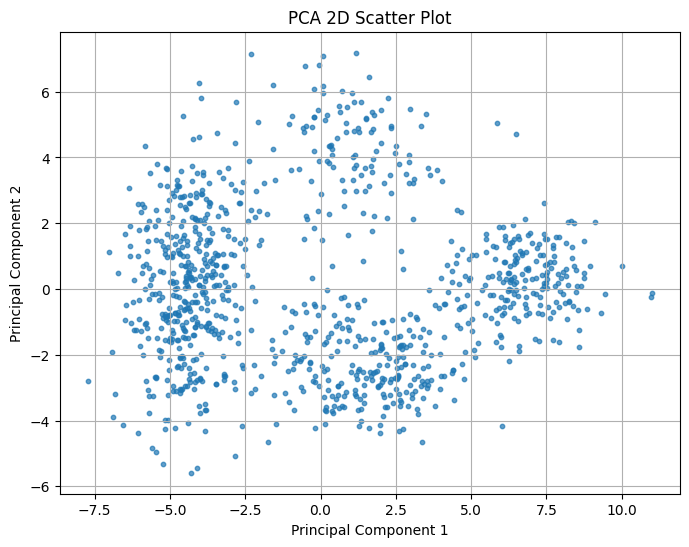 PCA 2D Scatter Plot
Principal Component 2
6
4
2
0
−2
−4
−6
−7.5 −5.0 −2.5 0.0 2.5 5.0 7.5 10.0
Principal Component 1